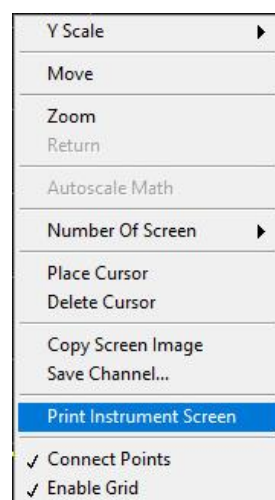 Y Scale
Move
Zoom
Return
Autoscale Math
Number Of Screen
Place Cursor
Delete Cursor
Copy Screen Image
Save Channel...
Print Instrument Screen
Connect Points
Enable Grid